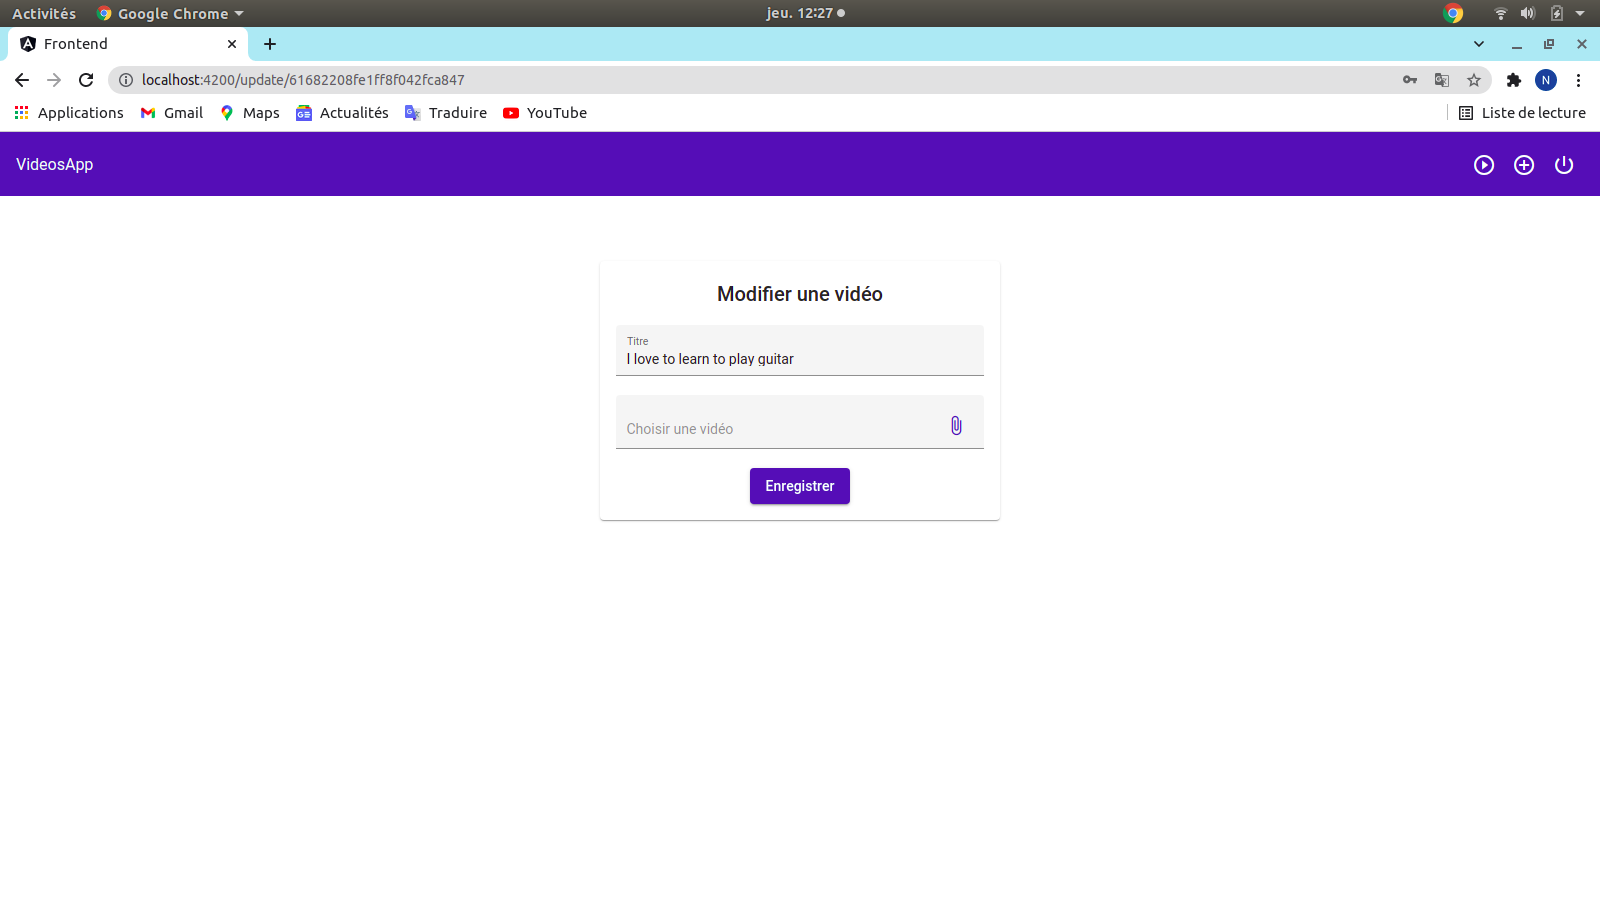 Activités Google Chrome jeu. 12:27
Frontend
localhost:4200/update/61682208fe1ff8f042fca847 N
Applications Gmail Maps Actualités Traduire YouTube Liste de lecture
VideosApp
Modifier une vidéo
Titre
I love to learn to play guitar
Choisir une vidéo
Enregistrer